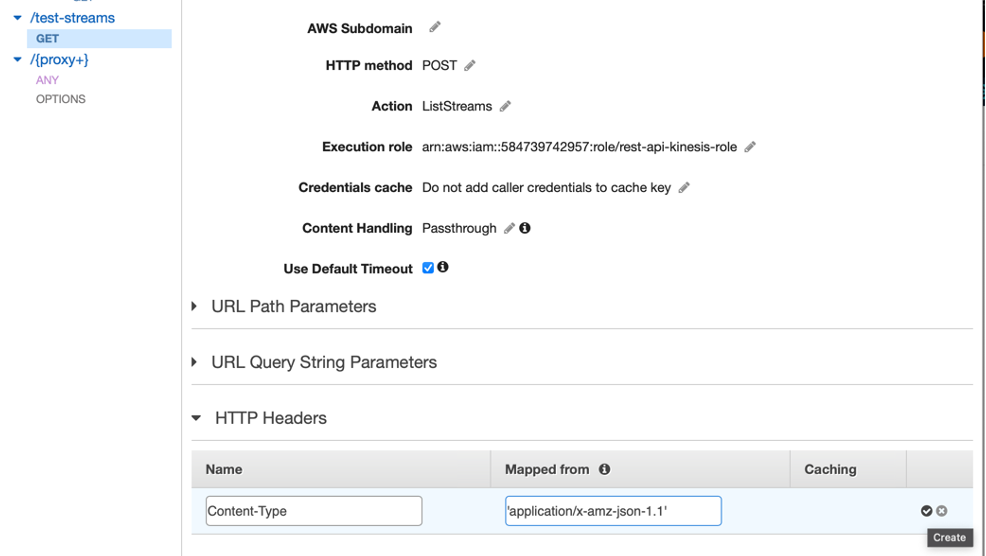 /test-streams
GET
/{proxy+}
ANY
OPTIONS
AWS Subdomain
HTTP method POST
Action ListStreams
Execution role arn:aws:iam::584739742957:role/rest-api-kinesis-role
Credentials cache Do not add caller credentials to cache key
Content Handling Passthrough
Use Default Timeout
URL Path Parameters
URL Query String Parameters
HTTP Headers
Name Mapped from Caching
Content-Type 'application/x-amz-json-1.1'
Create